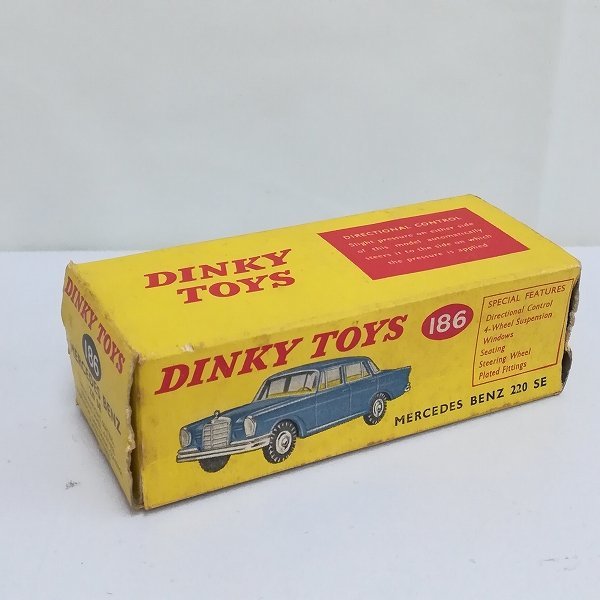 DINKY
TOYS
DIRECTIONAL CONTROL
Slight pressure on either side
of this model automatically
steers it to the side on which
the pressure is applied
DINKY TOYS
186
SPECIAL FEATURES
Directional Control
4-Wheel Suspension
Windows
Seating
Steering Wheel
Plated Fittings
MERCEDES BENZ 220 SE
DINKY TOYS
186
BENZ